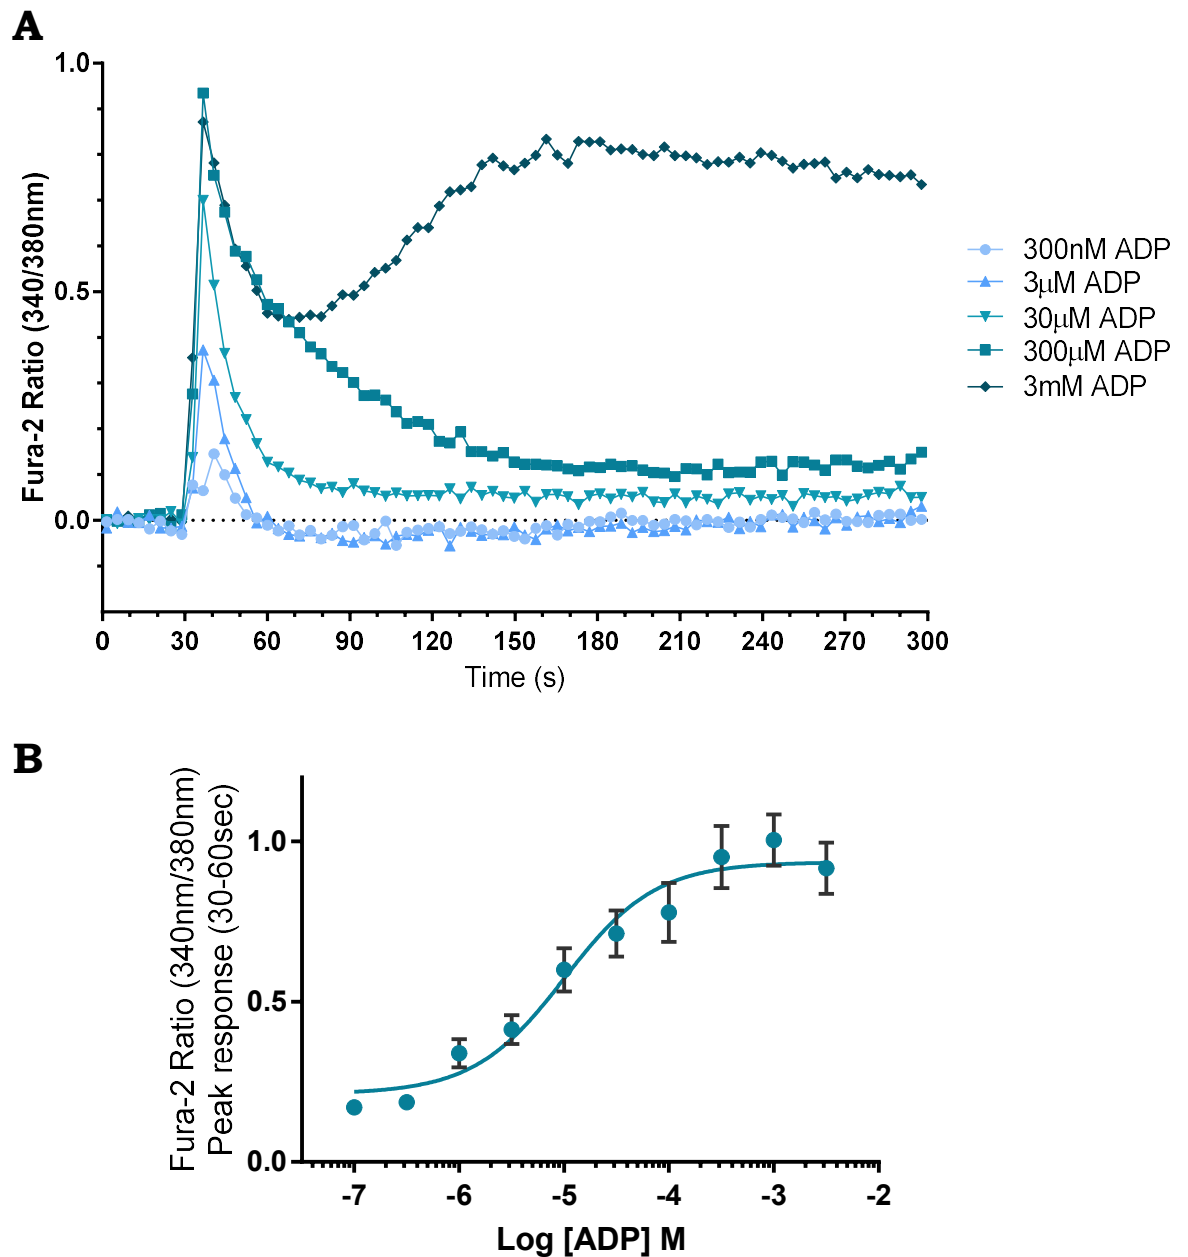 A
1.0
0.5
0.0
Fura-2 Ratio (340/380nm)
0 30 60 90 120 150 180 210 240 270 300
Time (s)
300nM ADP
3μM ADP
30μM ADP
300μM ADP
3mM ADP
B
1.0
0.5
0.0
Fura-2 Ratio (340nm/380nm)
Peak response (30-60sec)
-7 -6 -5 -4 -3 -2
Log [ADP] M